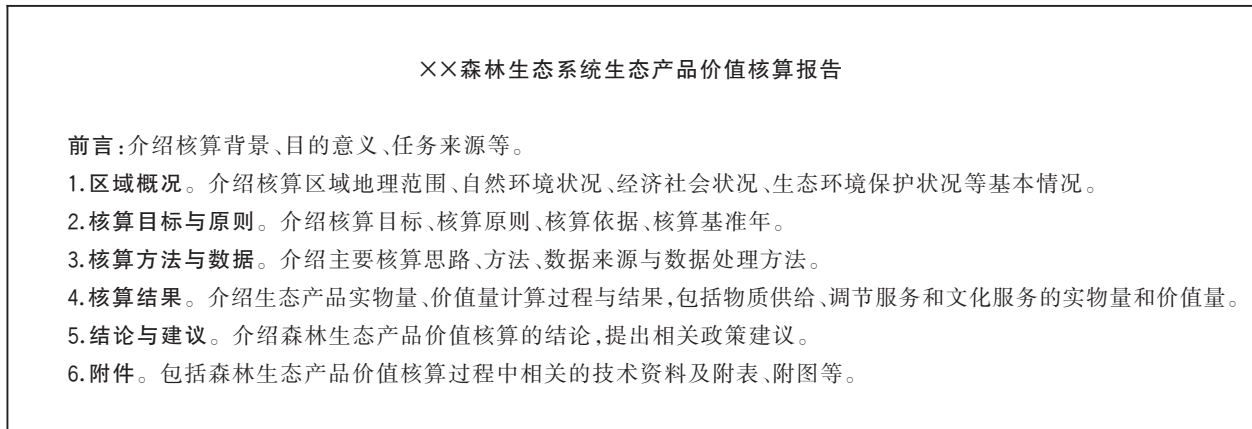 ××森林生态系统生态产品价值核算报告
前言:介绍核算背景、目的意义、任务来源等。
1.区域概况。介绍核算区域地理范围、自然环境状况、经济社会状况、生态环境保护状况等基本情况。
2.核算目标与原则。介绍核算目标、核算原则、核算依据、核算基准年。
3.核算方法与数据。介绍主要核算思路、方法、数据来源与数据处理方法。
4.核算结果。介绍生态产品实物量、价值量计算过程与结果,包括物质供给、调节服务和文化服务的实物量和价值量。
5.结论与建议。介绍森林生态产品价值核算的结论,提出相关政策建议。
6.附件。包括森林生态产品价值核算过程中相关的技术资料及附表、附图等。